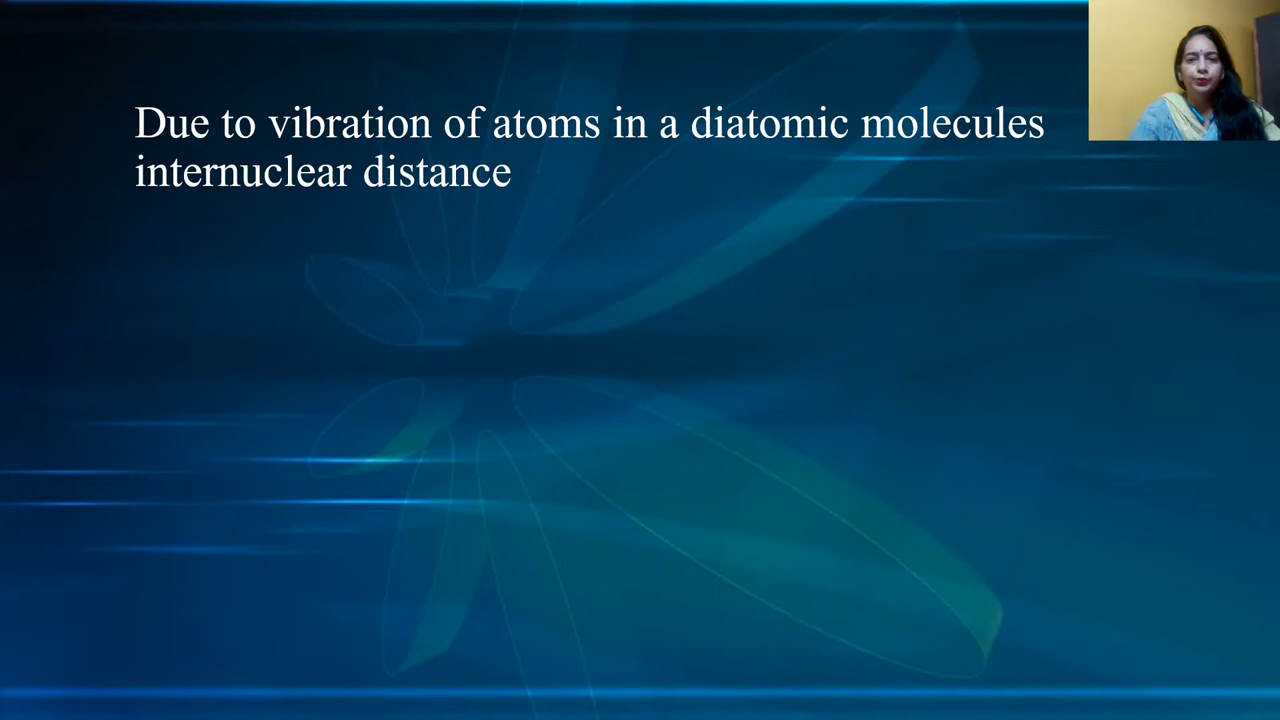 Due to vibration of atoms in a diatomic molecules
internuclear distance